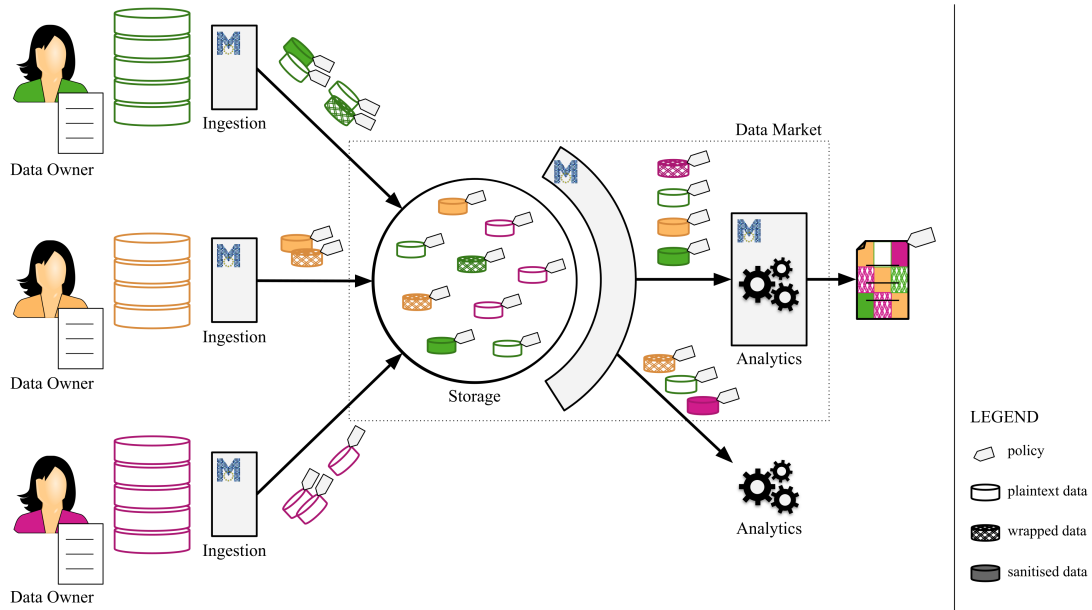 Data Owner
Ingestion
M
Data Owner
Ingestion
M
Data Owner
Ingestion
M
Data Market
Storage
M
M
Analytics
Analytics
LEGEND
policy
plaintext data
wrapped data
sanitised data